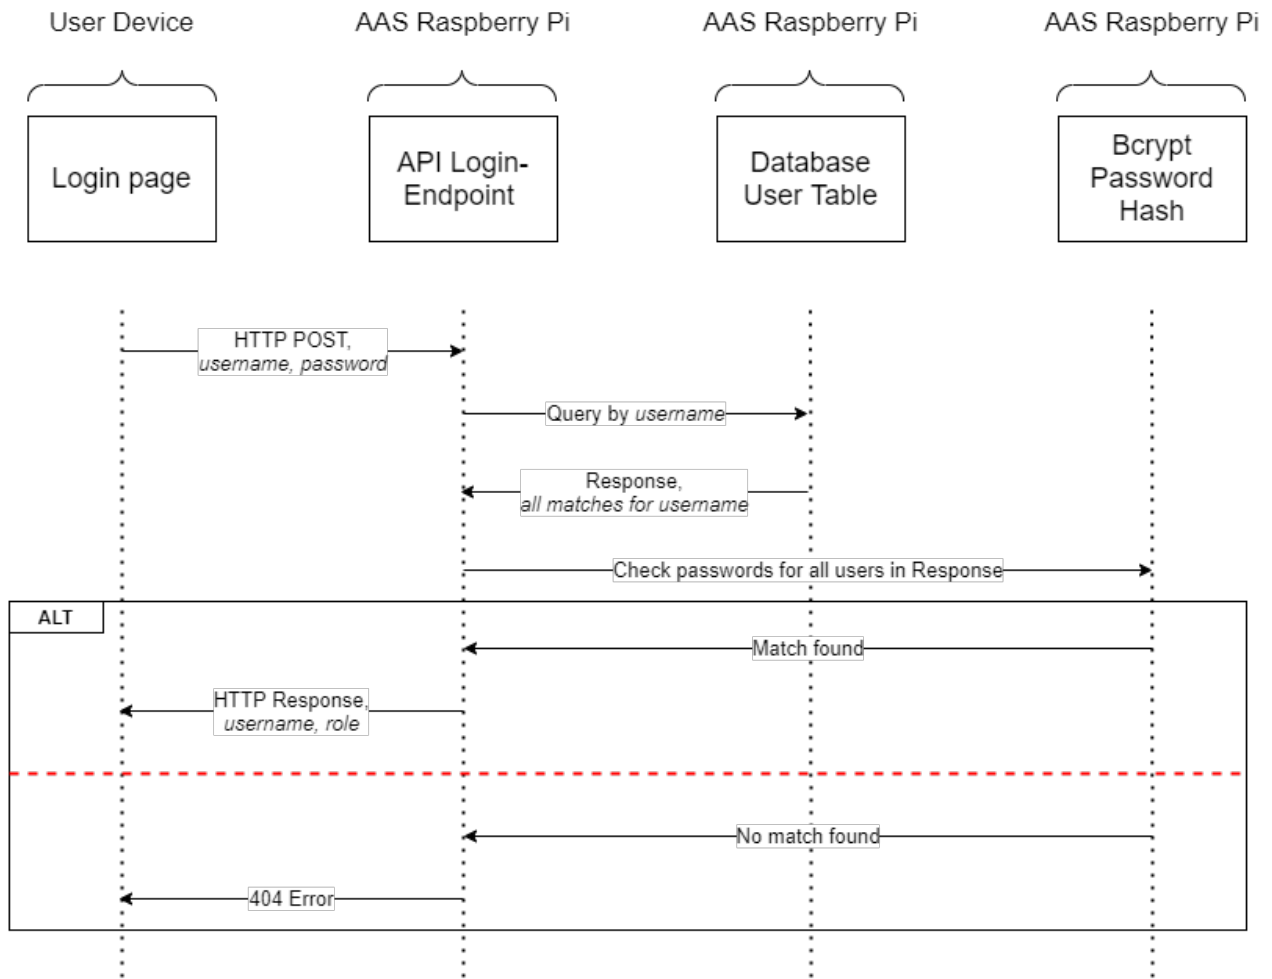 User Device
AAS Raspberry Pi
AAS Raspberry Pi
AAS Raspberry Pi
Login page
API Login-
Endpoint
Database
User Table
Bcrypt
Password
Hash
HTTP POST,
username, password
Query by username
Response,
all matches for username
Check passwords for all users in Response
ALT
Match found
HTTP Response,
username, role
No match found
404 Error